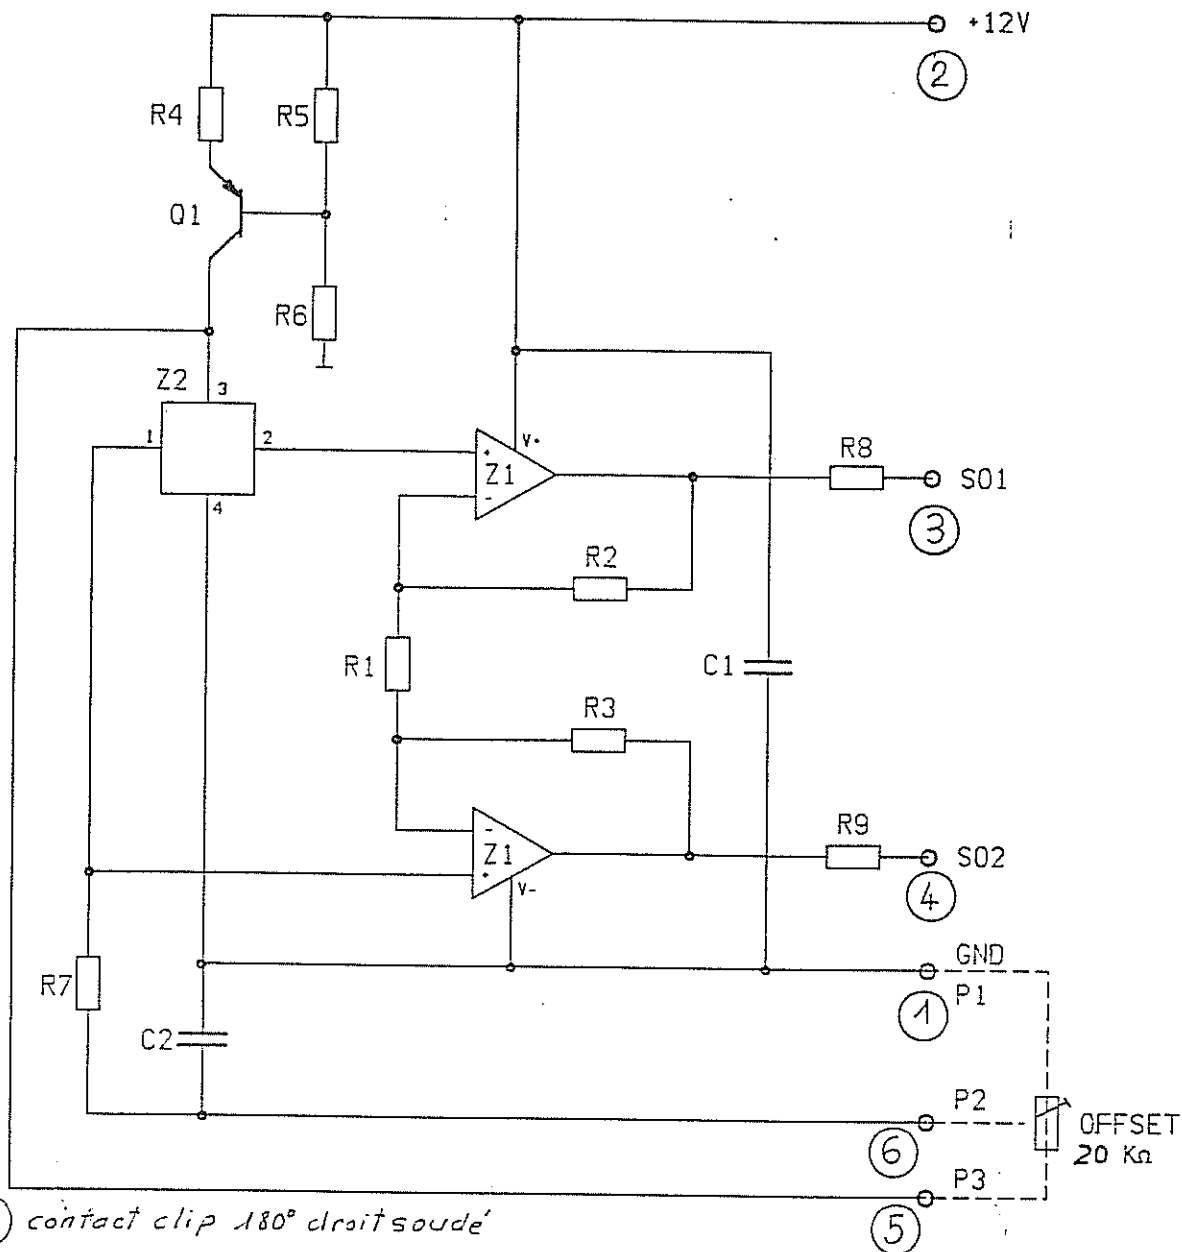 +12V
2
R4
R5
Q1
R6
Z2
3
1
2
4
+
V+
Z1
-
R8
SO1
3
R2
R1
C1
R3
-
Z1
+
V-
R9
SO2
4
GND
P1
1
R7
C2
P2
6
OFFSET
20 KΩ
P3
5
contact clip 180° droit soudé